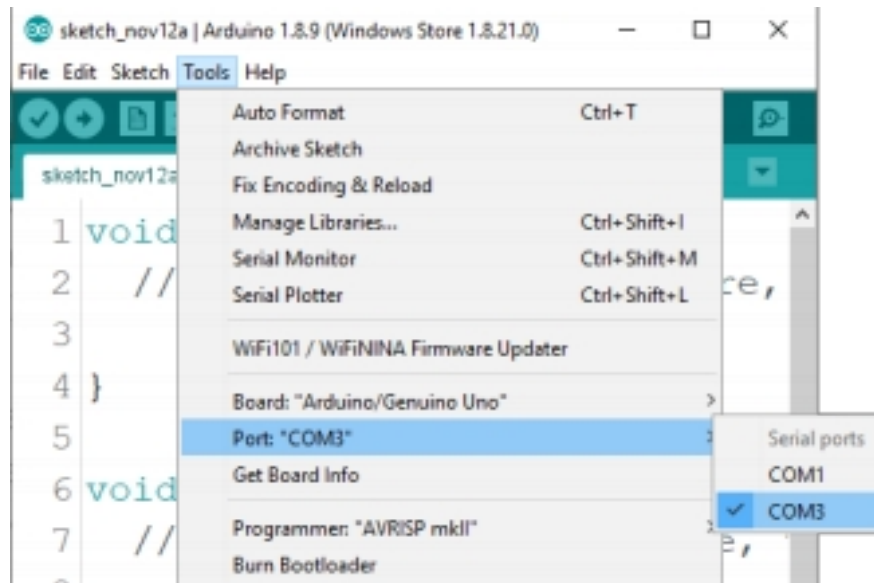 sketch_nov12a | Arduino 1.8.9 (Windows Store 1.8.21.0)
File Edit Sketch Tools Help
Auto Format Ctrl+T
Archive Sketch
sketch_nov12a
Fix Encoding & Reload
1 void
Manage Libraries... Ctrl+Shift+I
Serial Monitor Ctrl+Shift+M
2 // re,
Serial Plotter Ctrl+Shift+L
3
WiFi101 / WiFiNINA Firmware Updater
4 }
Board: "Arduino/Genuino Uno"
5
Port: "COM3"
Serial ports
Get Board Info
COM1
6 void
COM3
7 // e,
Programmer: "AVRISP mkII"
Burn Bootloader